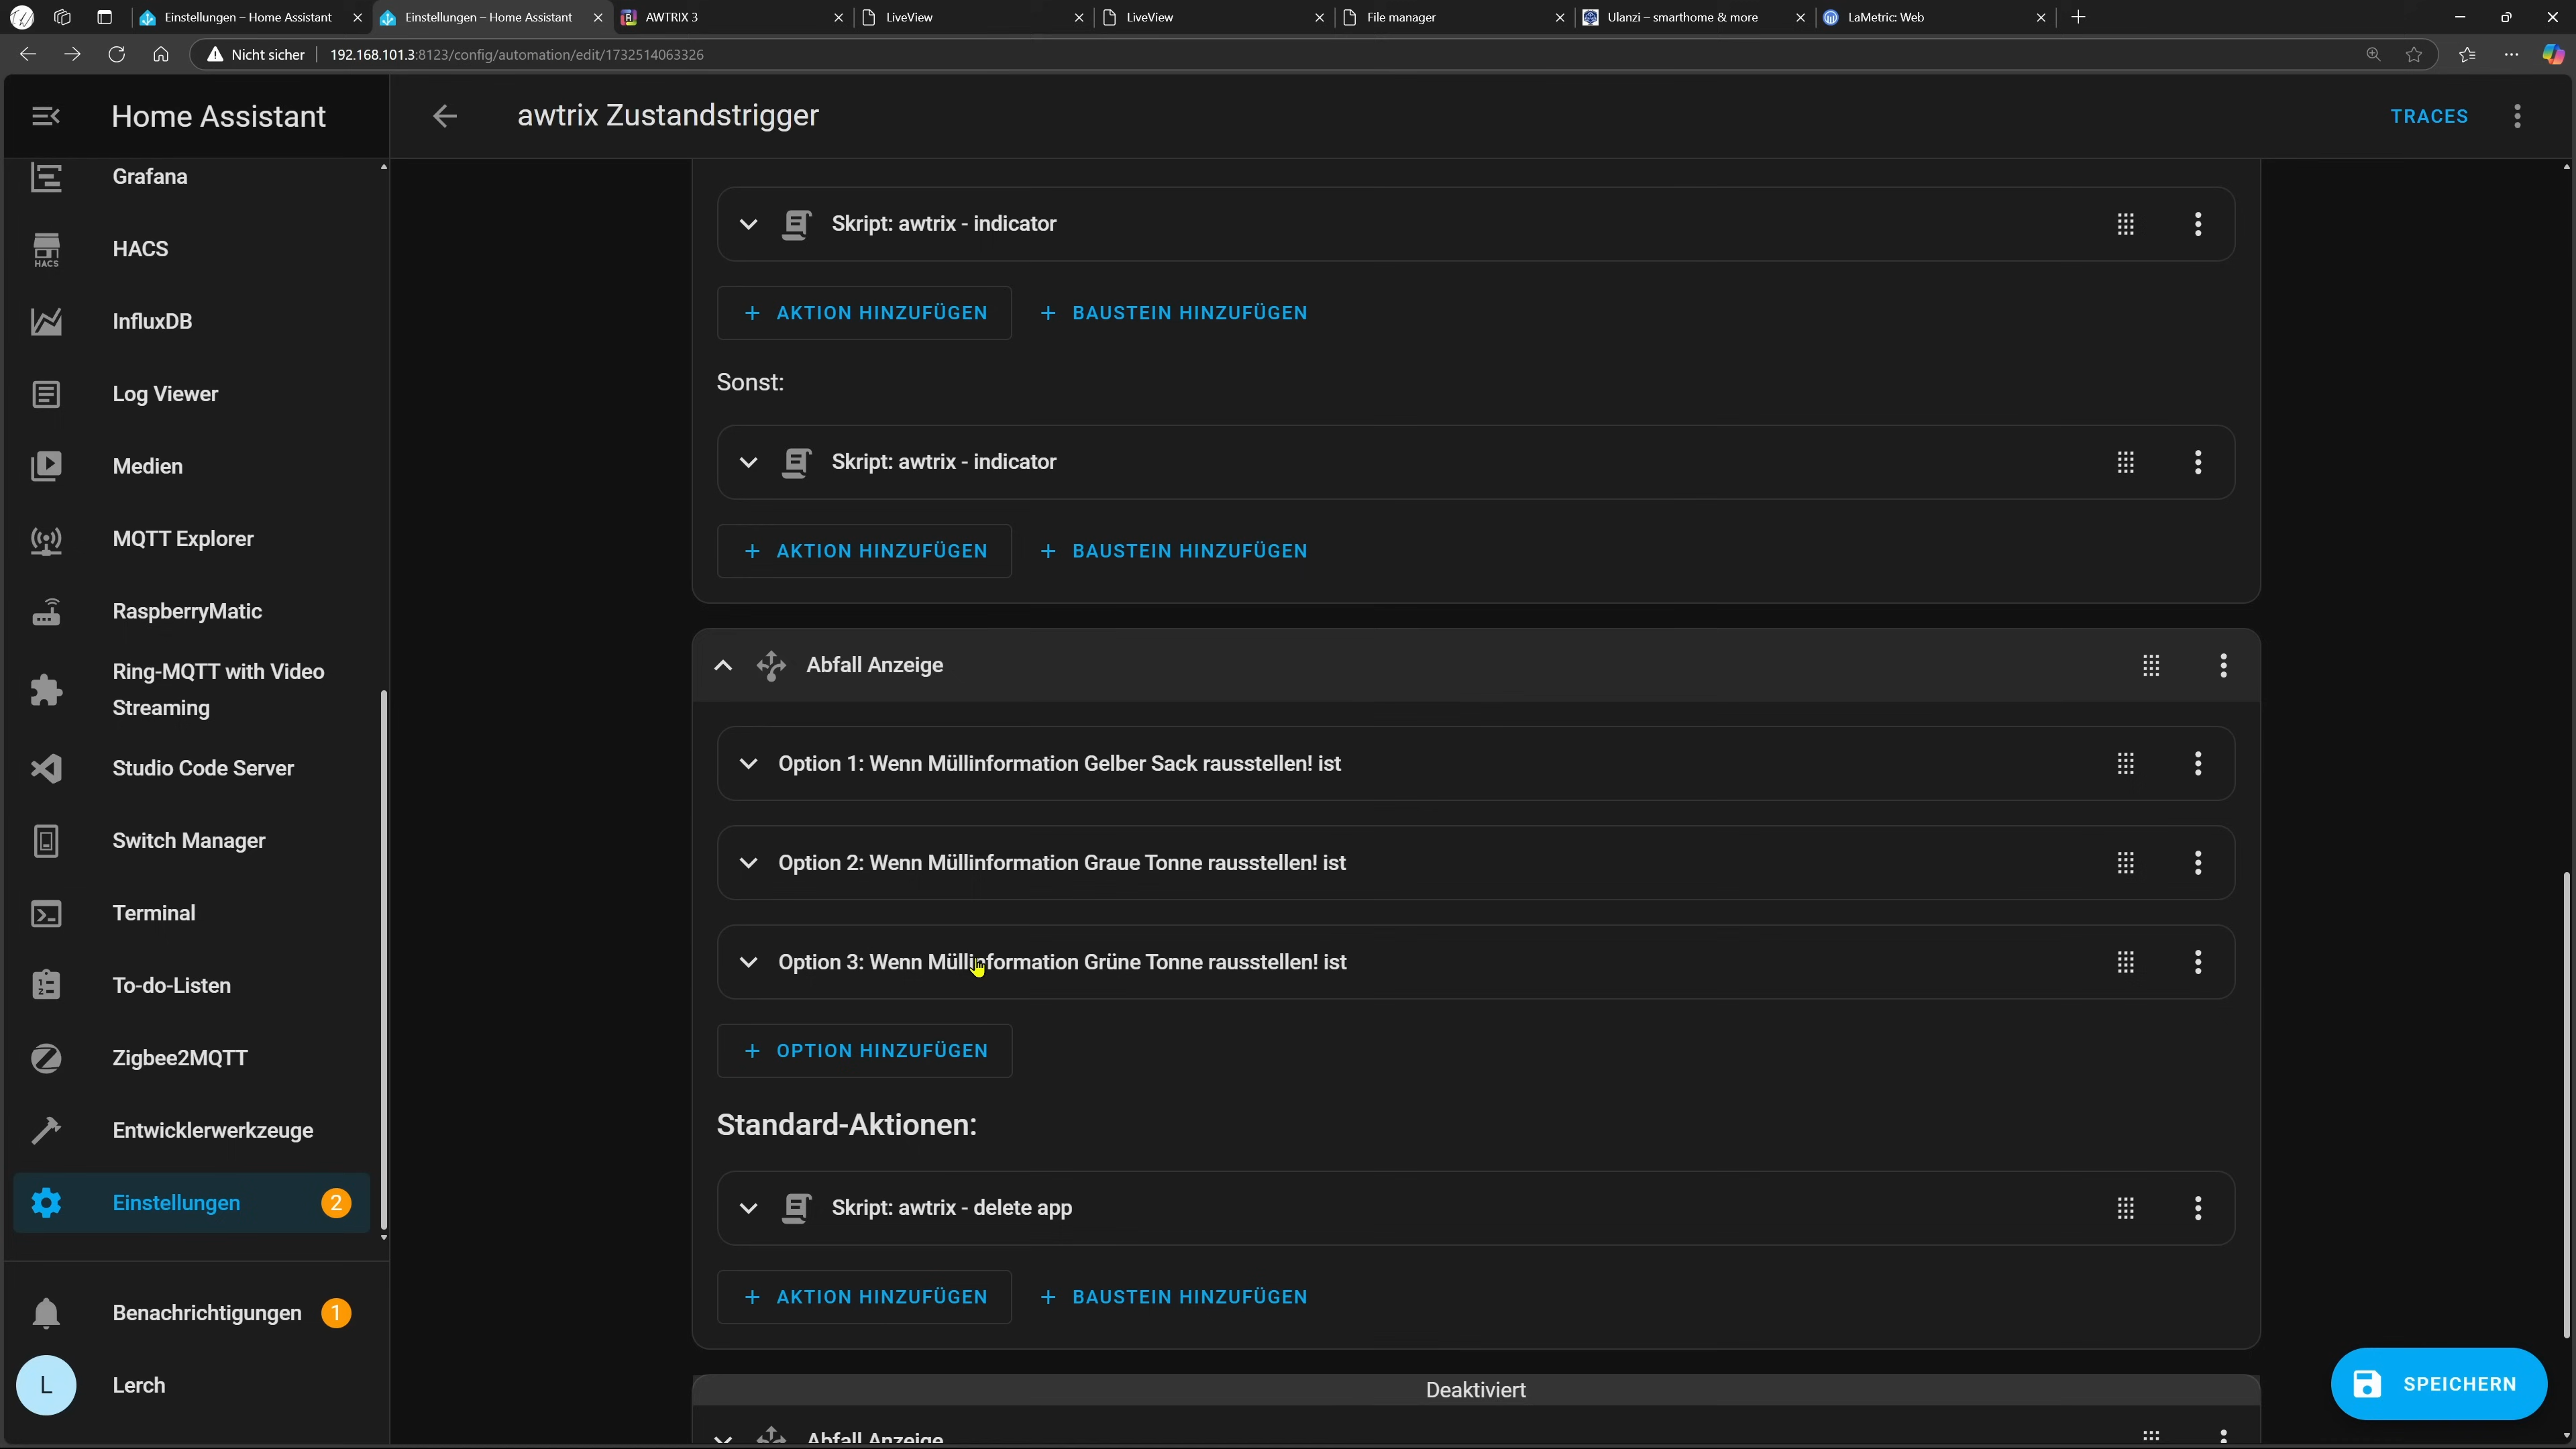 Einstellungen – Home Assistant
Einstellungen – Home Assistant
AWTRIX 3
LiveView
LiveView
File manager
Ulanzi – smarthome & more
LaMetric: Web
Nicht sicher
192.168.101.3:8123/config/automation/edit/1732514063326
Home Assistant
awtrix Zustandstrigger
TRACES
Grafana
HACS
HACS
InfluxDB
Log Viewer
Medien
MQTT Explorer
RaspberryMatic
Ring-MQTT with Video
Streaming
Studio Code Server
Switch Manager
Terminal
To-do-Listen
Zigbee2MQTT
Entwicklerwerkzeuge
Einstellungen 2
Benachrichtigungen 1
L Lerch
Skript: awtrix - indicator
+ AKTION HINZUFÜGEN + BAUSTEIN HINZUFÜGEN
Sonst:
Skript: awtrix - indicator
+ AKTION HINZUFÜGEN + BAUSTEIN HINZUFÜGEN
Abfall Anzeige
Option 1: Wenn Müllinformation Gelber Sack rausstellen! ist
Option 2: Wenn Müllinformation Graue Tonne rausstellen! ist
Option 3: Wenn Müllinformation Grüne Tonne rausstellen! ist
+ OPTION HINZUFÜGEN
Standard-Aktionen:
Skript: awtrix - delete app
+ AKTION HINZUFÜGEN + BAUSTEIN HINZUFÜGEN
Deaktiviert
Abfall Anzeige
SPEICHERN